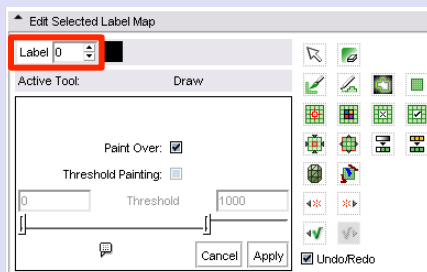 Edit Selected Label Map
Label 0
Active Tool: Draw
Paint Over:
Threshold Painting:
0 Threshold 1000
Cancel Apply
Undo/Redo